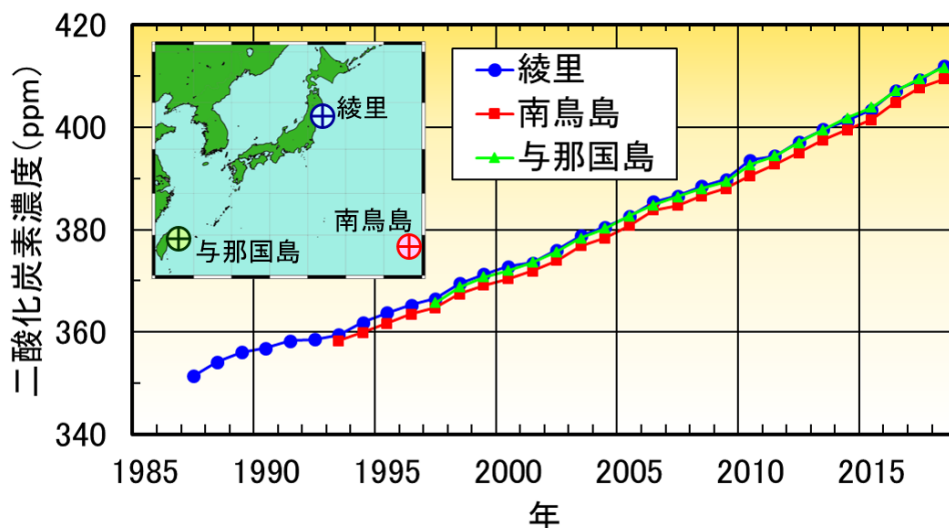 420
400
380
360
340
二酸化炭素濃度(ppm)
綾里
南鳥島
与那国島
綾里
南鳥島
与那国島
1985
1990
1995
2000
2005
2010
2015
年